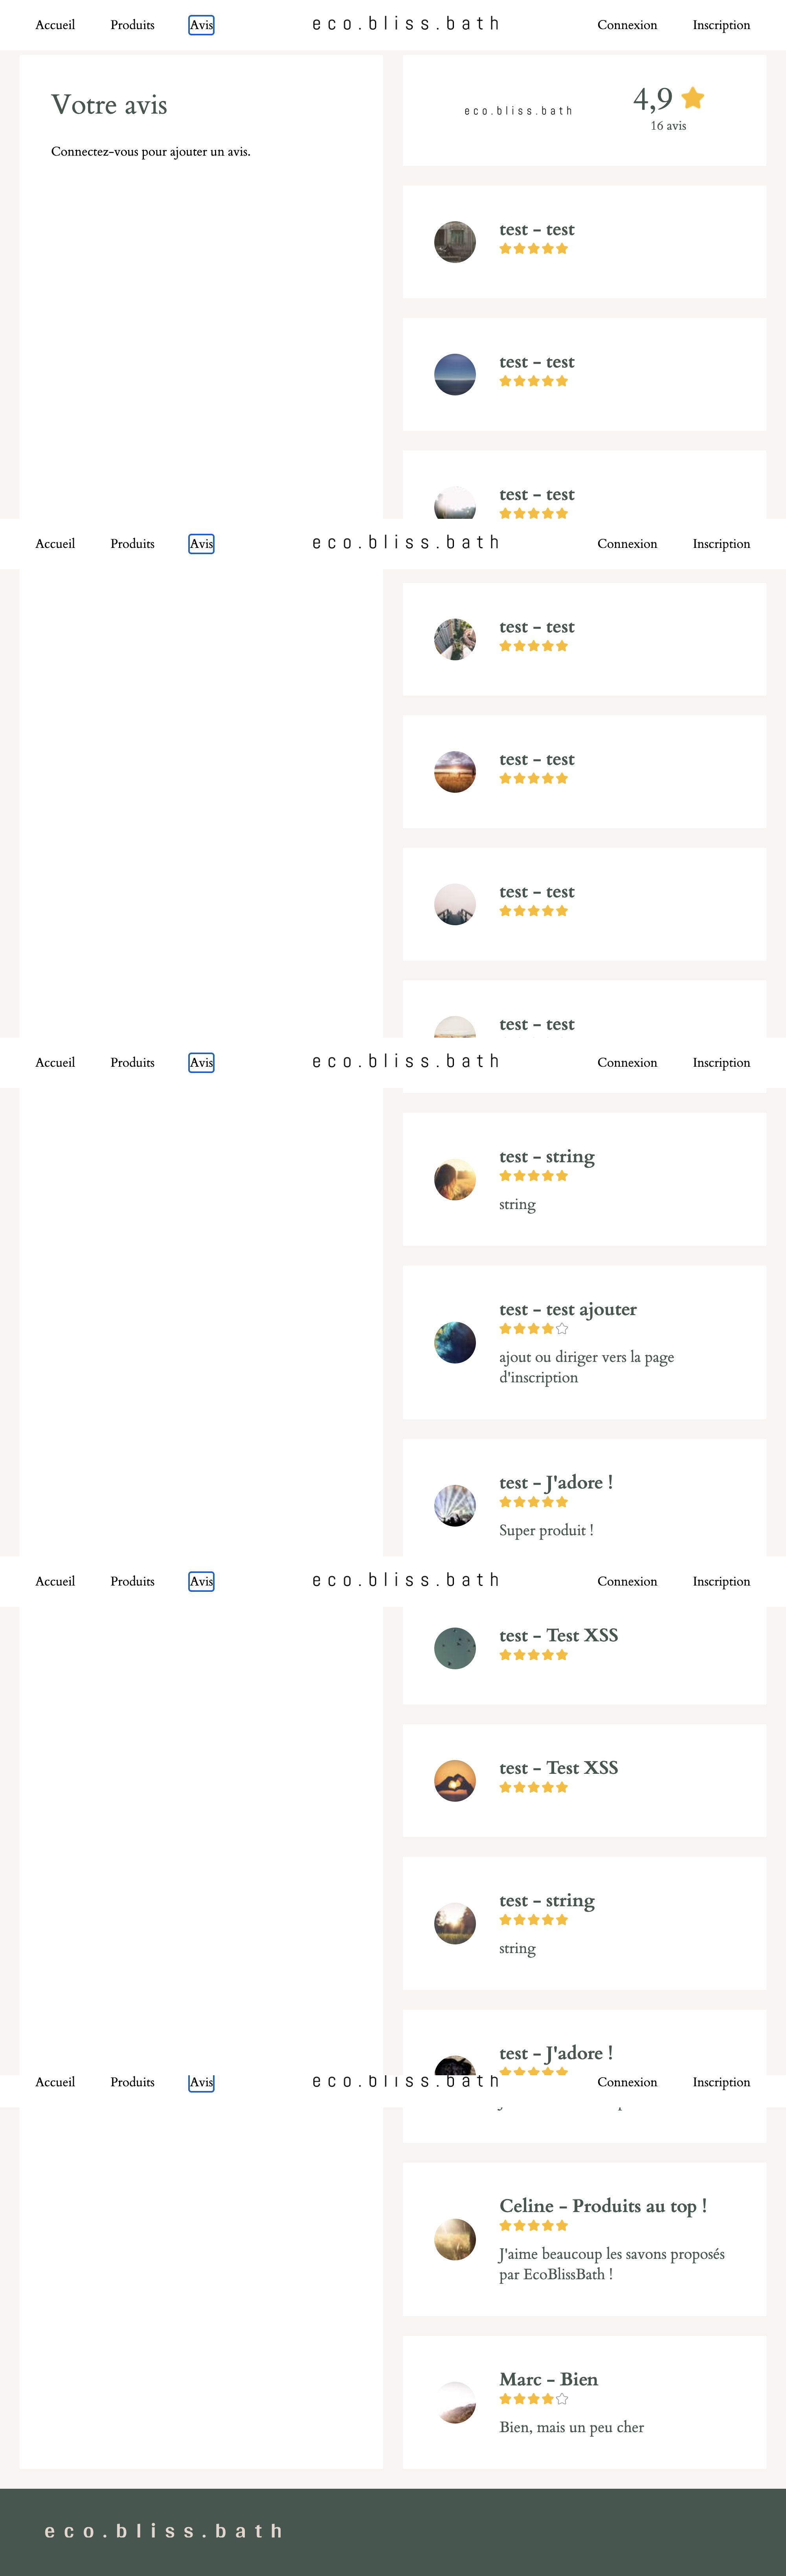 Accueil
Produits
Avis
eco.bliss.bath
Connexion
Inscription
Votre avis
Connectez-vous pour ajouter un avis.
eco.bliss.bath
4,9
16 avis
test - test
test - test
test - test
Accueil
Produits
Avis
eco.bliss.bath
Connexion
Inscription
test - test
test - test
test - test
test - test
Accueil
Produits
Avis
eco.bliss.bath
Connexion
Inscription
test - string
string
test - test ajouter
ajout ou diriger vers la page
d'inscription
test - J'adore !
Super produit !
Accueil
Produits
Avis
eco.bliss.bath
Connexion
Inscription
test - Test XSS
test - Test XSS
test - string
string
test - J'adore !
Accueil
Produits
Avis
eco.bliss.bath
Connexion
Inscription
Celine - Produits au top !
J'aime beaucoup les savons proposés
par EcoBlissBath !
Marc - Bien
Bien, mais un peu cher
eco.bliss.bath